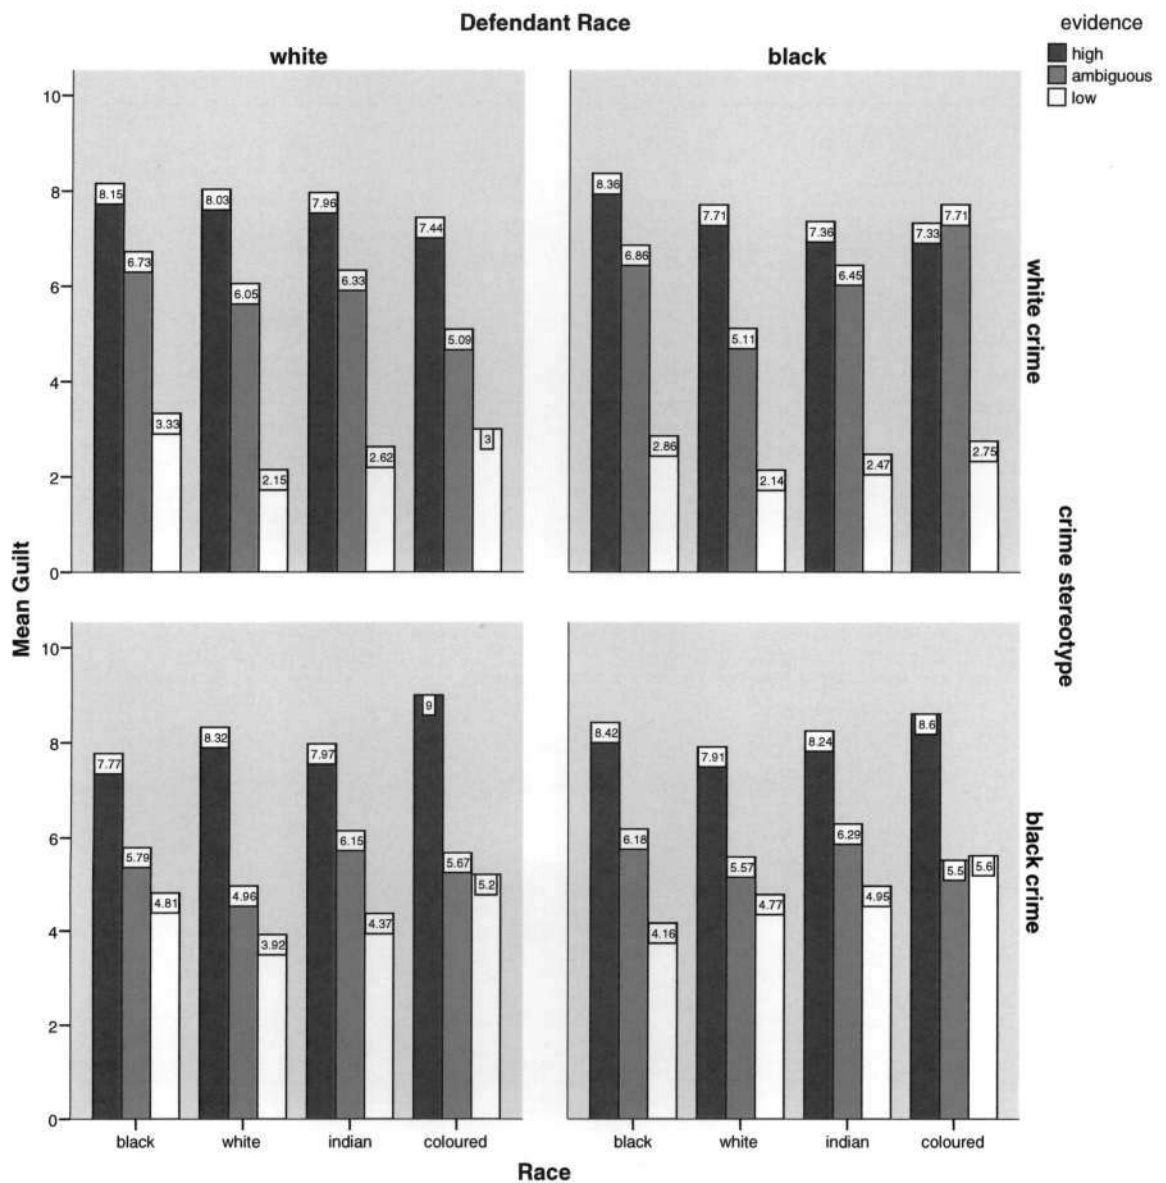 Defendant Race
white black
evidence
high
ambiguous
low
10
8
6
4
2
0
8.15 6.73 3.33 8.03 6.05 2.15 7.96 6.33 2.62 7.44 5.09 3
8.36 6.86 2.86 7.71 5.11 2.14 7.36 6.45 2.47 7.33 7.71 2.75
white crime
Mean Guilt
crime stereotype
10
8
6
4
2
0
7.77 5.79 4.81 8.32 4.96 3.92 7.97 6.15 4.37 9 5.67 5.2
8.42 6.18 4.16 7.91 5.57 4.77 8.24 6.29 4.95 8.6 5.5 5.6
black crime
black white indian coloured black white indian coloured
Race